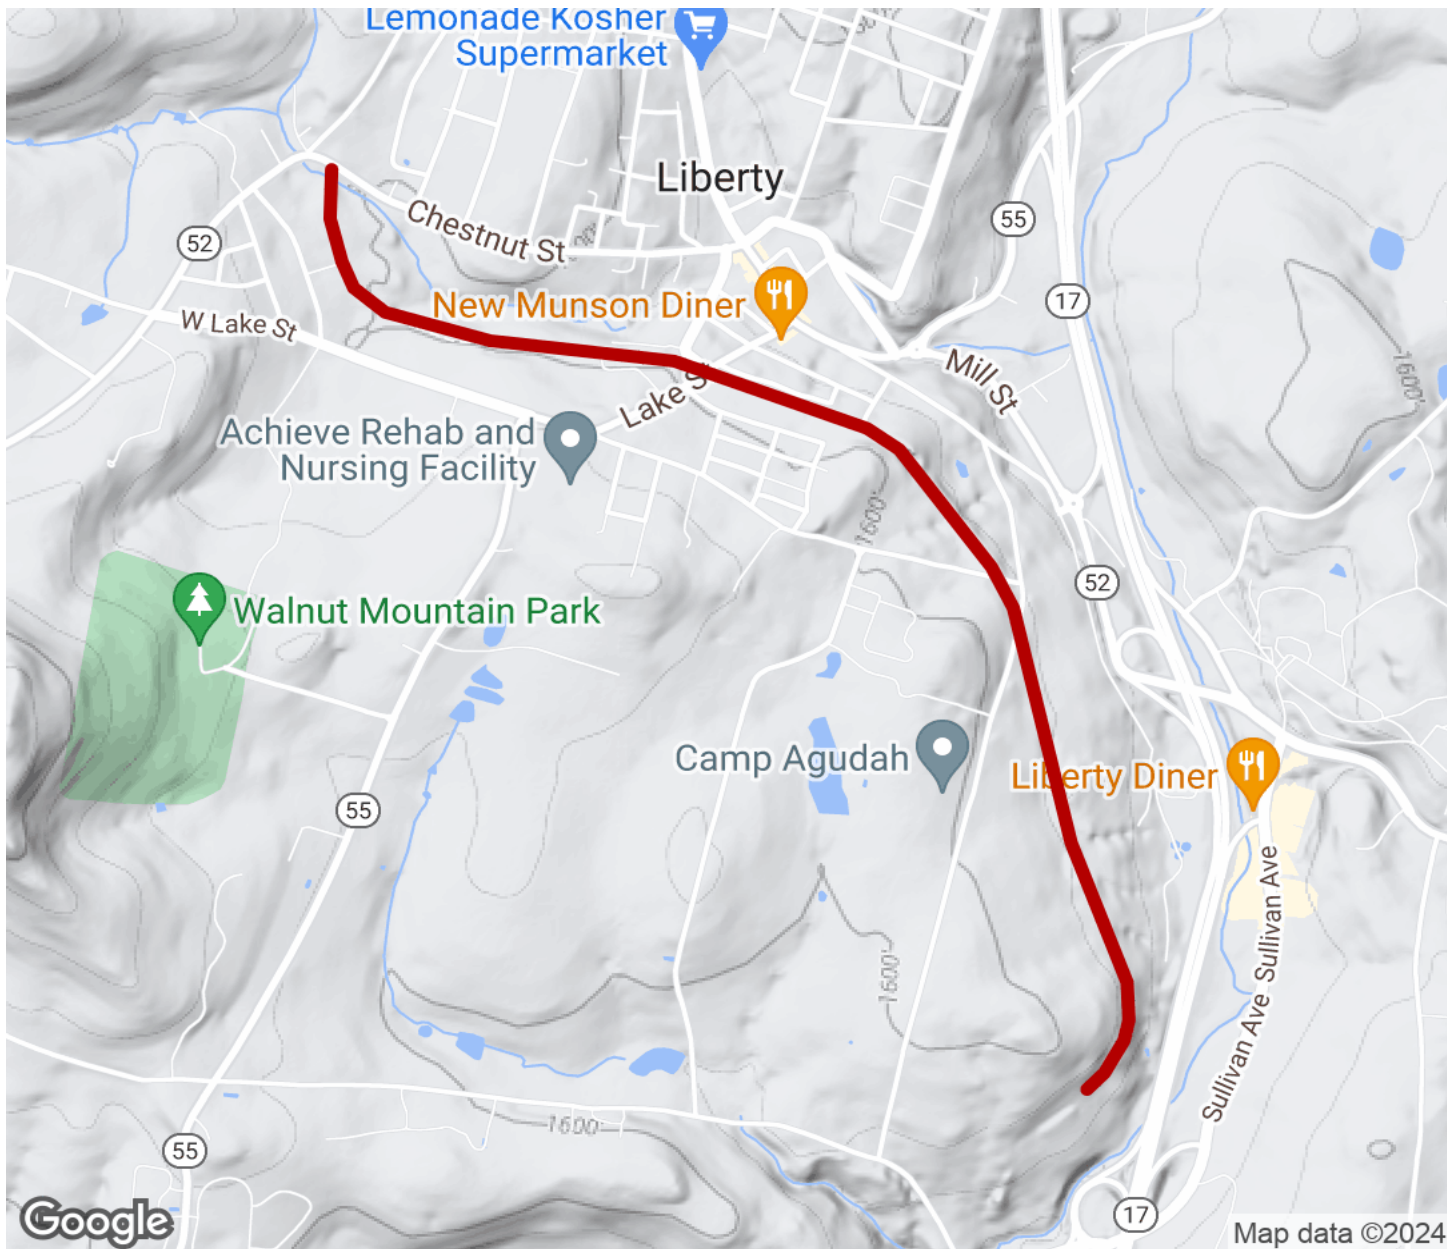 Lemonade Kosher
Supermarket
Liberty
Chestnut St
55
52
17
New Munson Diner
W Lake St
Mill St
1600'
Lake St
Achieve Rehab and
Nursing Facility
1600'
52
Walnut Mountain Park
Camp Agudah
Liberty Diner
55
Sullivan Ave
Sullivan Ave
1600'
1600'
55
17
Google
Map data ©2024